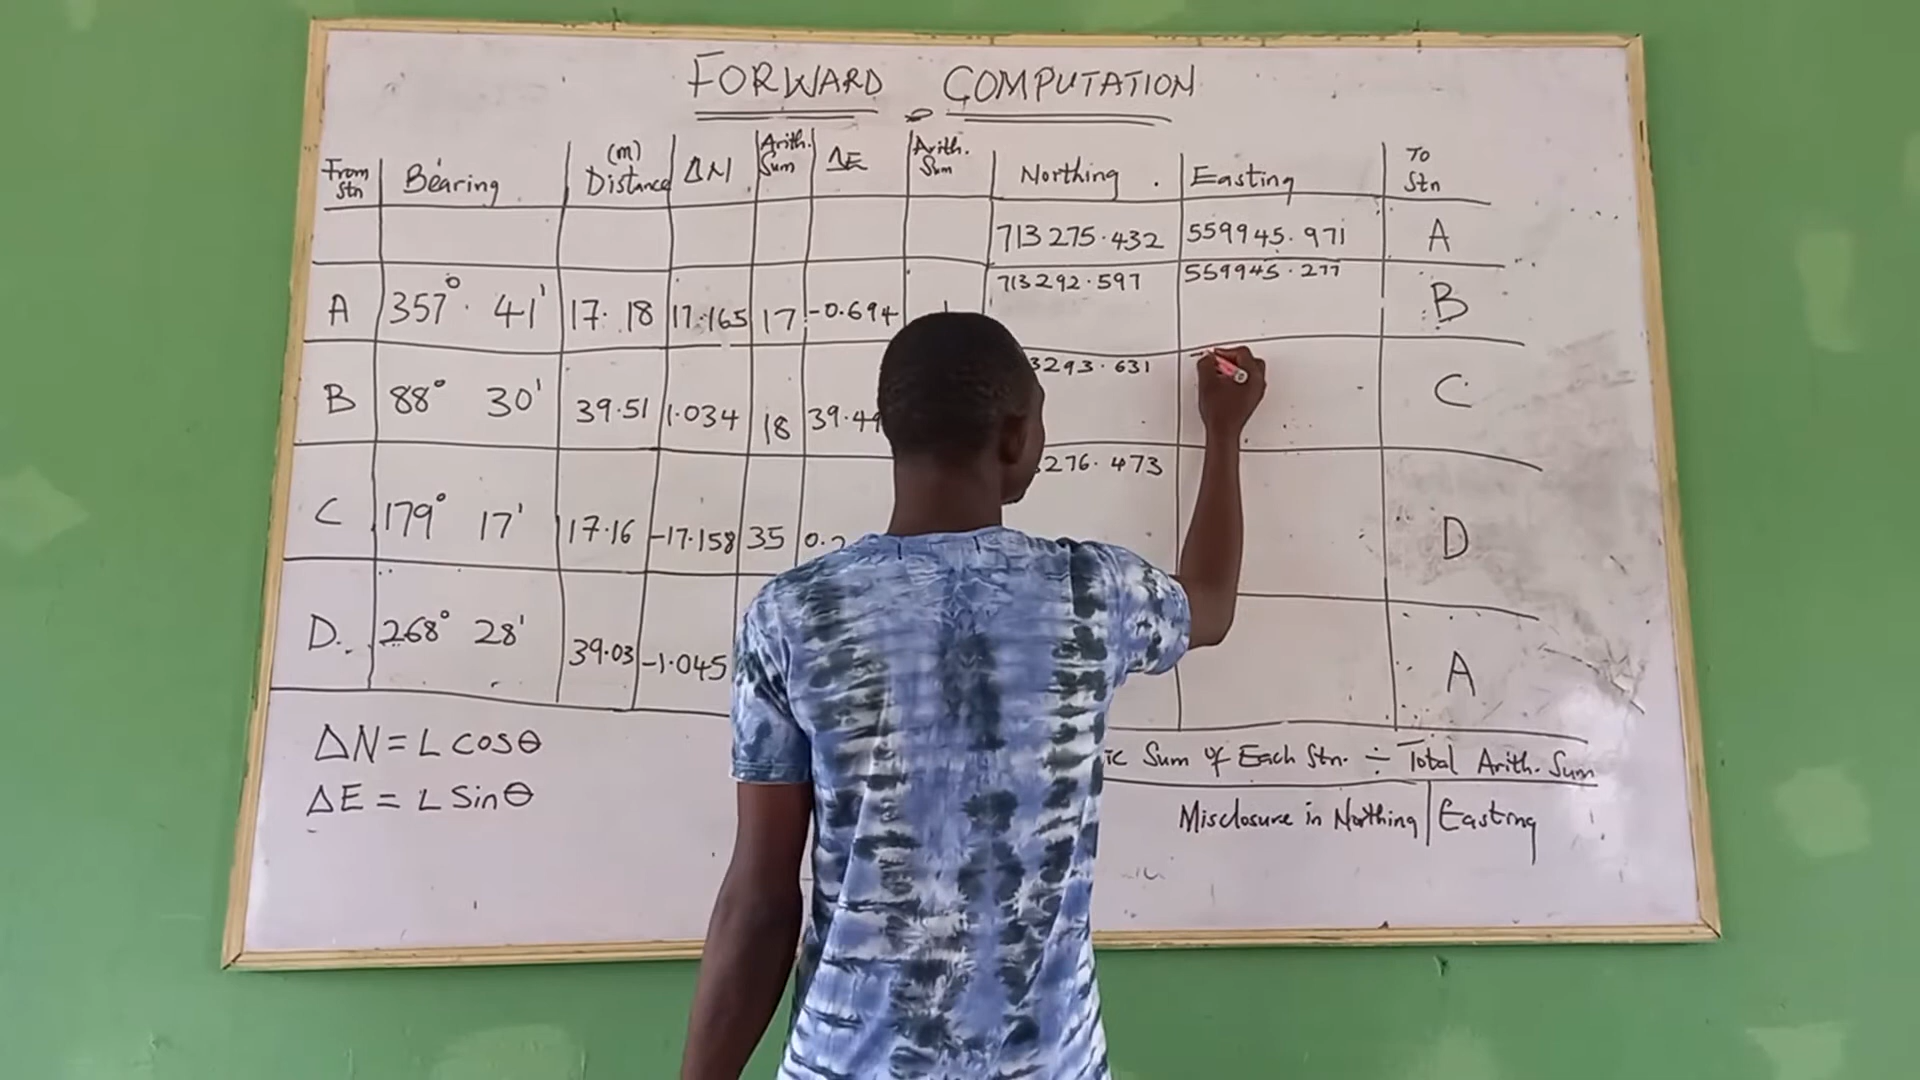 FORWARD COMPUTATION
From Stn Bearing (m) Distance ΔN Arith. Sum ΔE Arith. Sum Northing . Easting To Stn
713275.432 559945.971 A
A 357° 41' 17.18 17.165 17 -0.694 713292.597 559945.277 B
B 88° 30' 39.51 1.034 18 3293.631 C
C 179° 17' 17.16 -17.158 35 276.473 D
D. 268° 28' 39.03 -1.045 A
ΔN = L cosθ
ΔE = L Sinθ
ic Sum of Each Stn. ÷ Total Arith. Sum
Misclosure in Northing | Easting